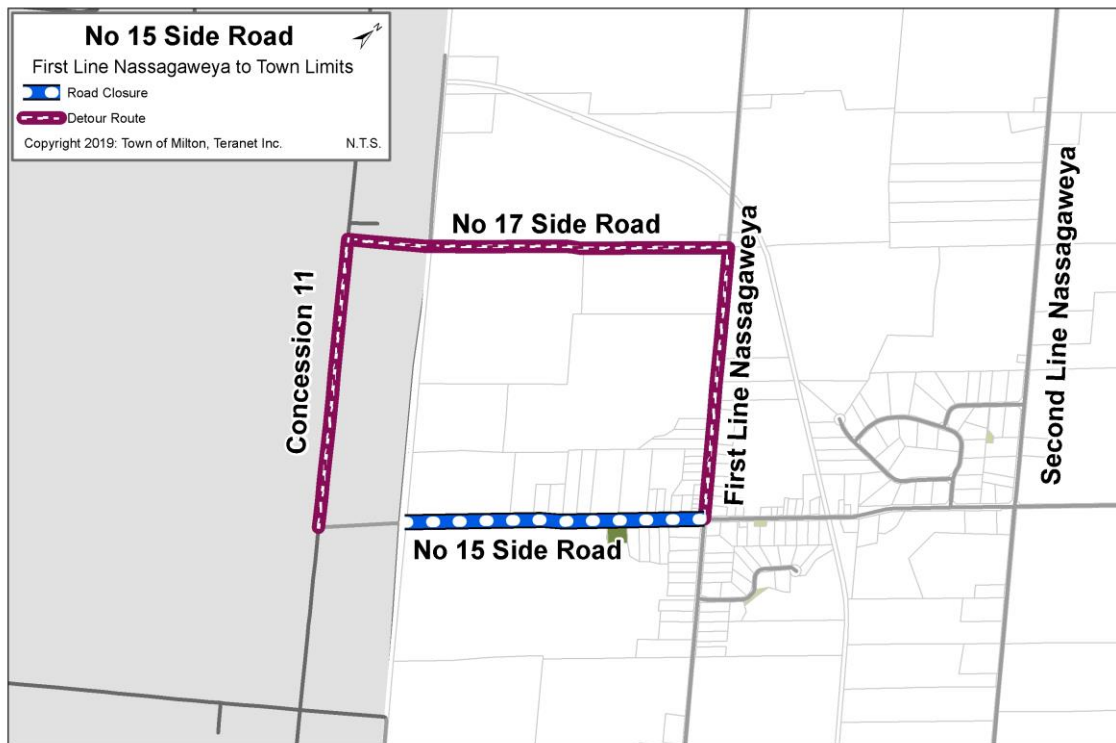 No 15 Side Road
N
First Line Nassagaweya to Town Limits
Road Closure
Detour Route
Copyright 2019: Town of Milton, Teranet Inc. N.T.S.
No 17 Side Road
Concession 11
First Line Nassagaweya
Second Line Nassagaweya
No 15 Side Road